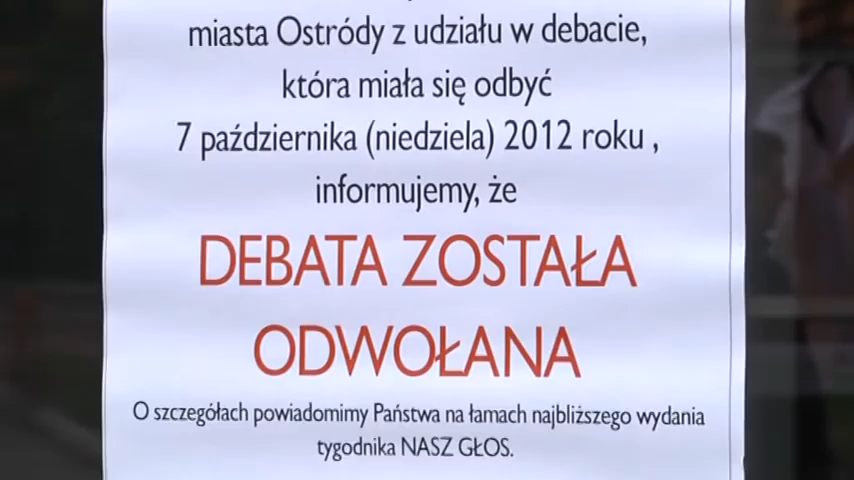 miasta Ostródy z udziału w debacie,
która miała się odbyć
7 października (niedziela) 2012 roku ,
informujemy, że
DEBATA ZOSTAŁA
ODWOŁANA
O szczegółach powiadomimy Państwa na łamach najbliższego wydania
tygodnika NASZ GŁOS.